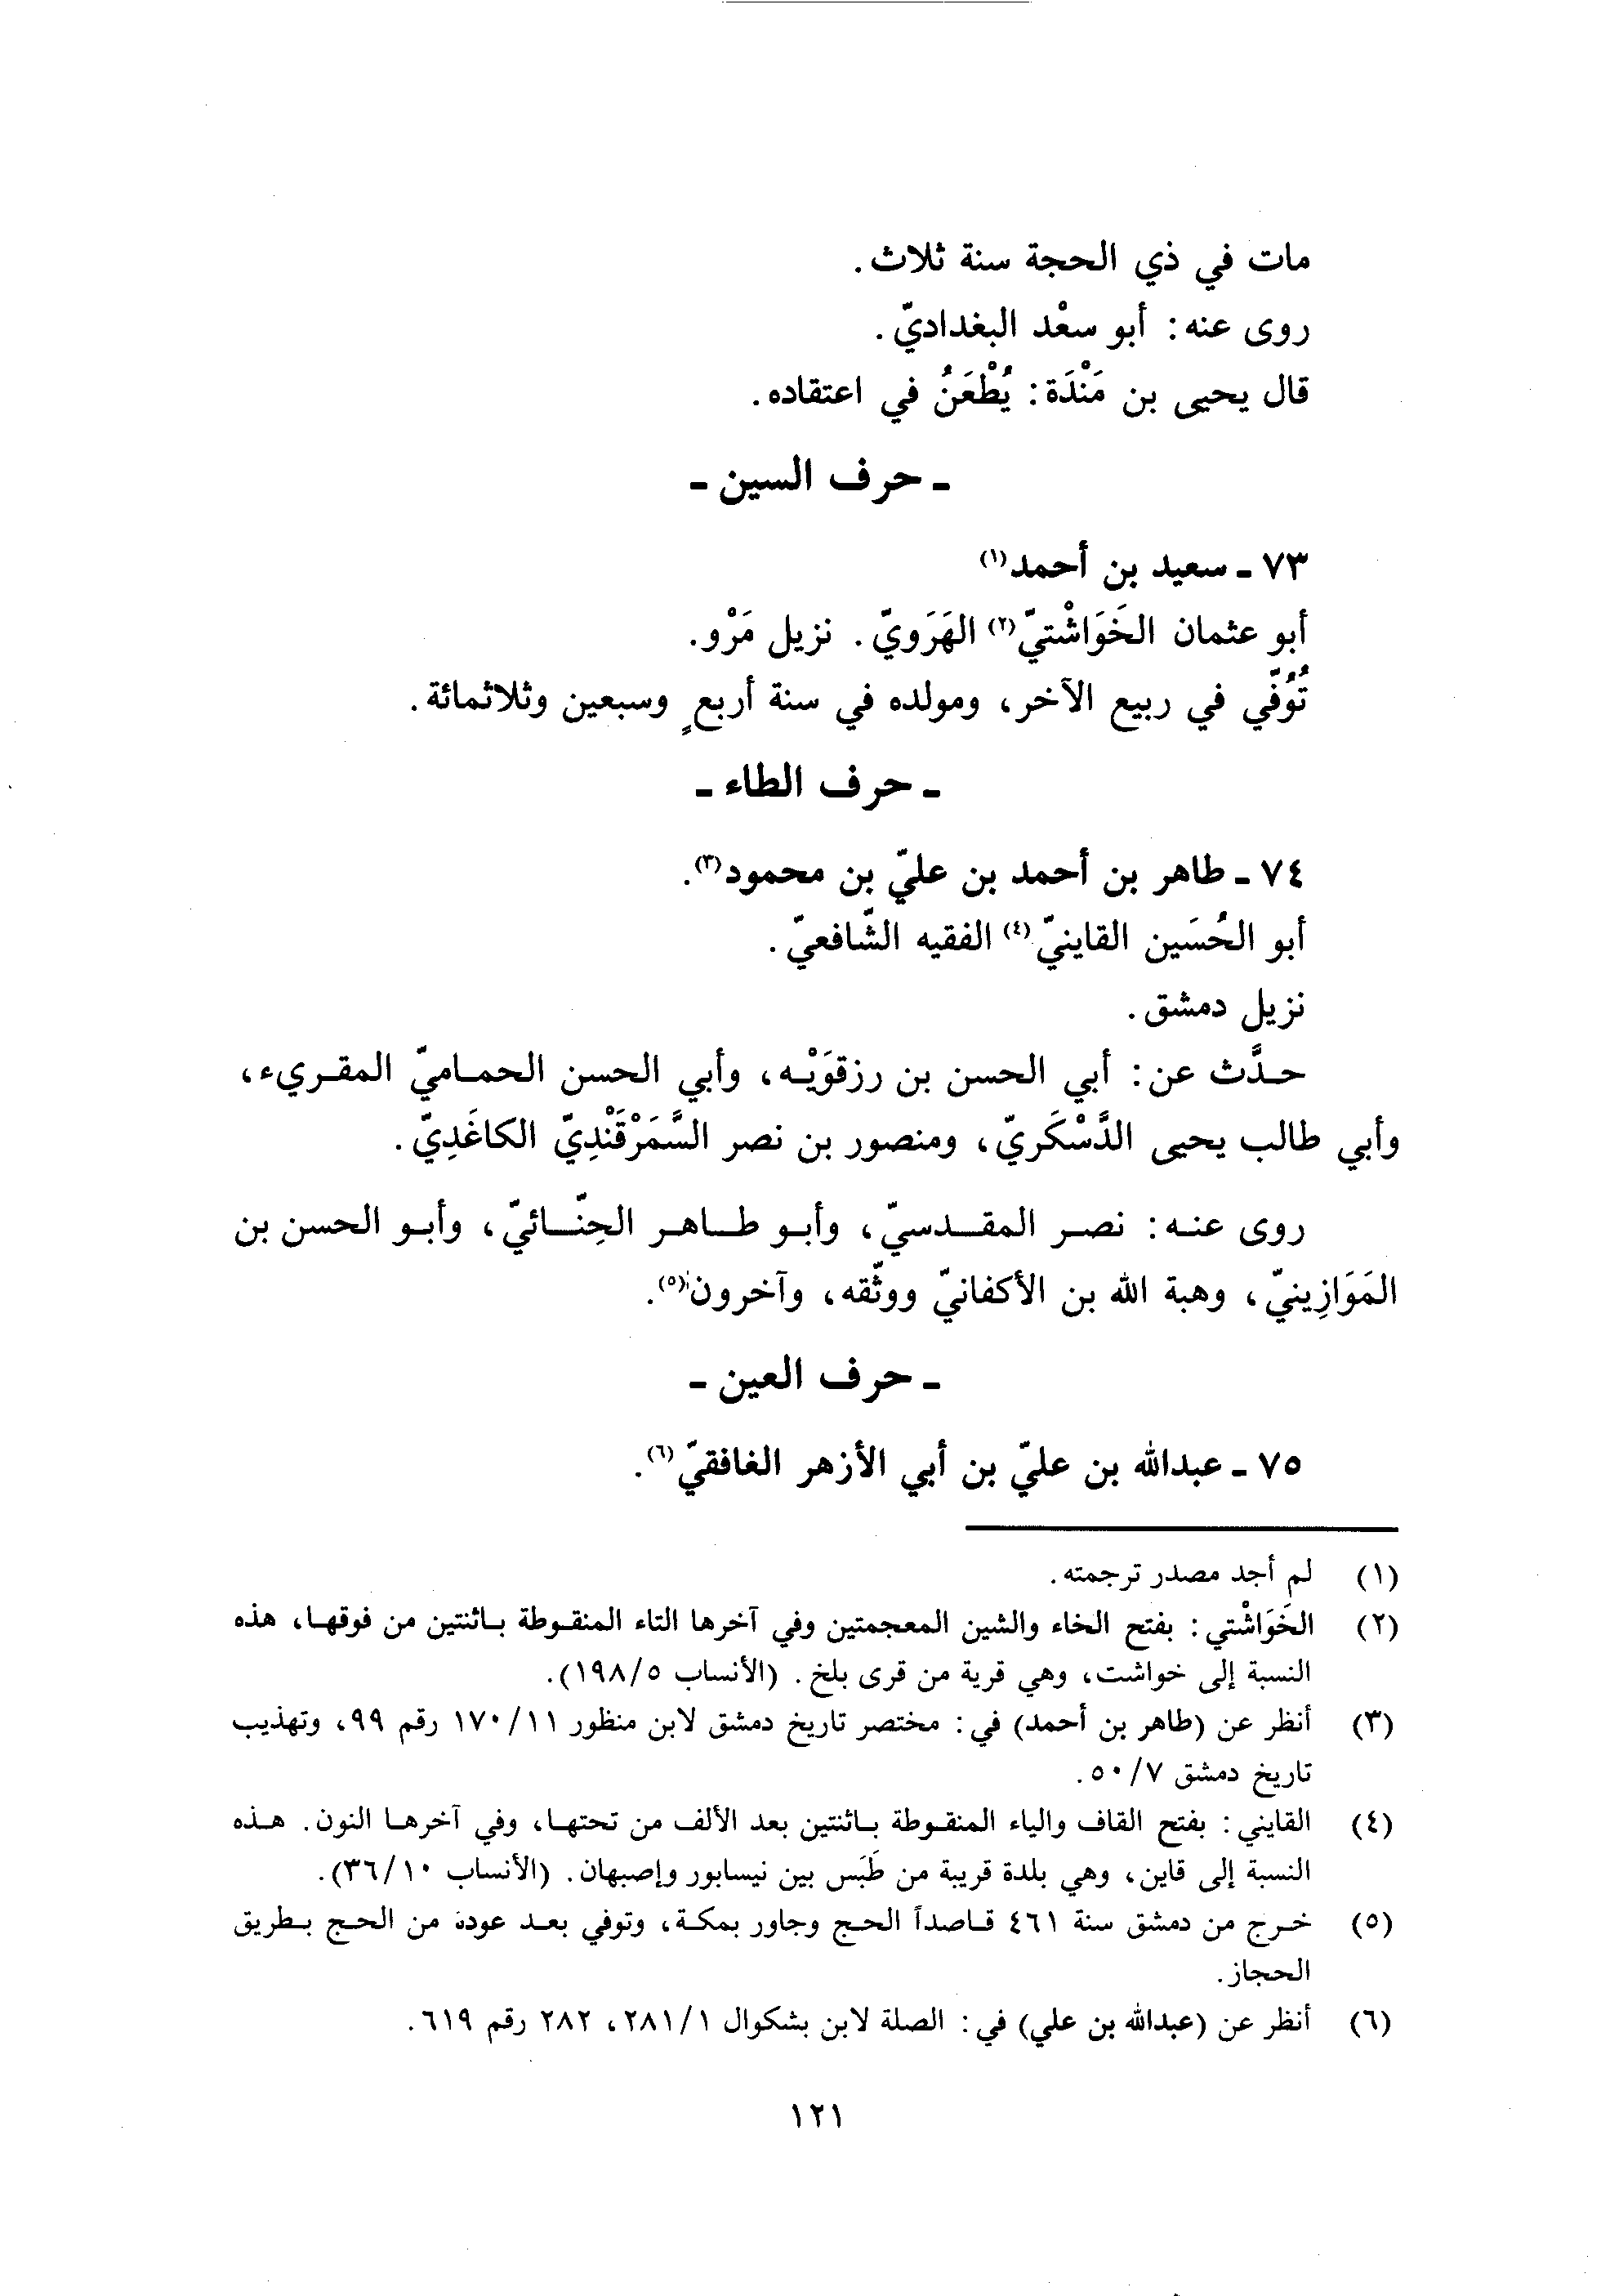 مات في ذي الحجة سنة ثلاث.
روى عنه: أبو سعْد البغداديّ.
قال يحيى بن مَنْدَة: يُطْعَنُ في اعتقاده.
ـ حرف السين ـ
٧٣ ـ سعيد بن أحمد(١)
أبو عثمان الخَوَاشْتيّ(٢) الهَرَويّ. نزيل مَرْو.
تُوُفّي في ربيع الآخر، ومولده في سنة أربعٍ وسبعين وثلاثمائة.
ـ حرف الطاء ـ
٧٤ ـ طاهر بن أحمد بن عليّ بن محمود(٣).
أبو الحُسَين القاينيّ(٤) الفقيه الشّافعيّ.
نزيل دمشق.
حدَّث عن: أبي الحسن بن رزقوَيْه، وأبي الحسن الحماميّ المقريء،
وأبي طالب يحيى الدَّسْكَريّ، ومنصور بن نصر السَّمَرْقَنْدِيّ الكاغَدِيّ.
روى عنه: نصر المقدسيّ، وأبو طاهر الحِنّائيّ، وأبو الحسن بن
المَوَازِينيّ، وهبة الله بن الأكفانيّ ووثّقه، وآخرون(٥).
ـ حرف العين ـ
٧٥ ـ عبدالله بن عليّ بن أبي الأزهر الغافقيّ(٦).
(١) لم أجد مصدر ترجمته.
(٢) الخَوَاشْتي: بفتح الخاء والشين المعجمتين وفي آخرها التاء المنقوطة باثنتين من فوقها، هذه
النسبة إلى خواشت، وهي قرية من قرى بلخ. (الأنساب ١٩٨/٥).
(٣) أنظر عن (طاهر بن أحمد) في: مختصر تاريخ دمشق لابن منظور ١٧٠/١١ رقم ٩٩، وتهذيب
تاريخ دمشق ٥٠/٧.
(٤) القايني: بفتح القاف والياء المنقوطة باثنتين بعد الألف من تحتها، وفي آخرها النون. هذه
النسبة إلى قاين، وهي بلدة قريبة من طَبَس بين نيسابور وإصبهان. (الأنساب ٣٦/١٠).
(٥) خرج من دمشق سنة ٤٦١ قاصداً الحج وجاور بمكة، وتوفي بعد عودة من الحج بطريق
الحجاز.
(٦) أنظر عن (عبدالله بن علي) في: الصلة لابن بشكوال ٢٨١/١، ٢٨٢ رقم ٦١٩.
١٢١